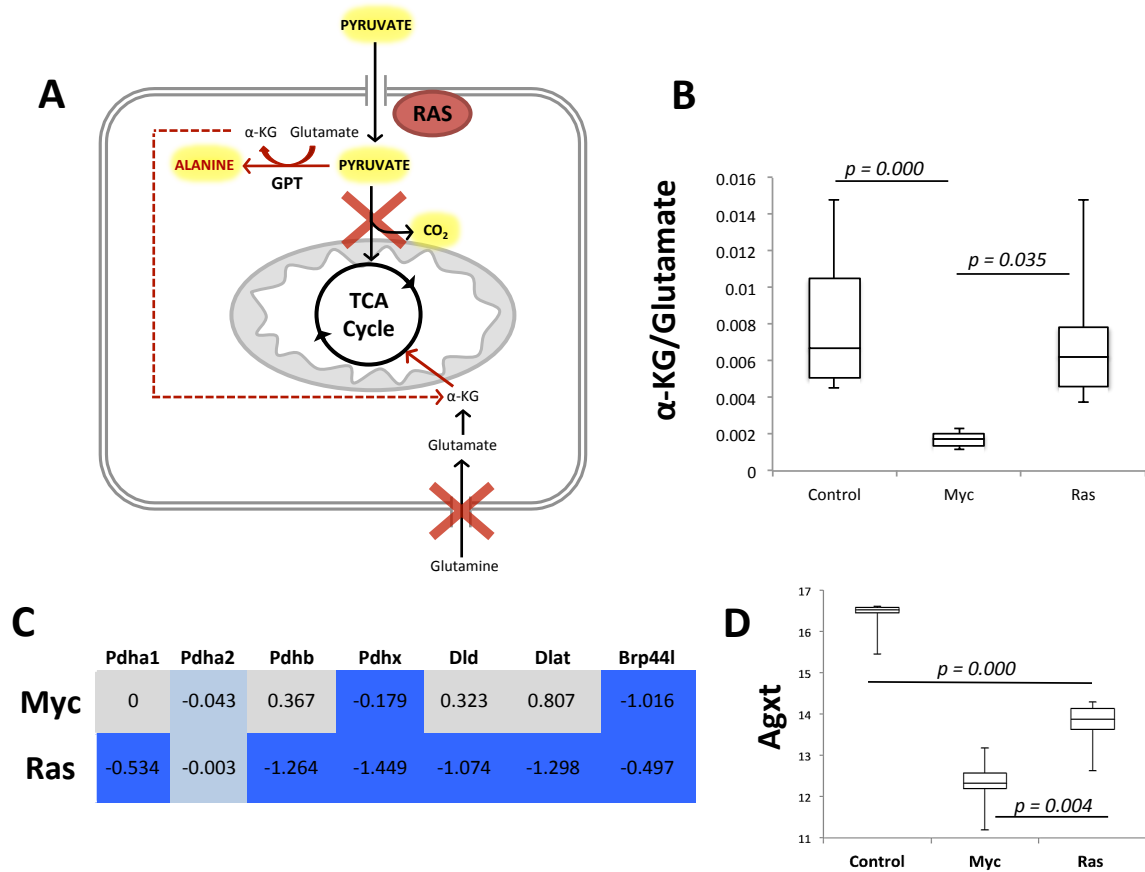 A
PYRUVATE
RAS
α-KG Glutamate
ALANINE
PYRUVATE
GPT
CO2
TCA
Cycle
α-KG
Glutamate
Glutamine
B
α-KG/Glutamate
p = 0.000
p = 0.035
0.016
0.014
0.012
0.01
0.008
0.006
0.004
0.002
0
Control Myc Ras
C
Pdha1 Pdha2 Pdhb Pdhx Dld Dlat Brp44l
Myc 0 -0.043 0.367 -0.179 0.323 0.807 -1.016
Ras -0.534 -0.003 -1.264 -1.449 -1.074 -1.298 -0.497
D
Agxt
17
16
15
14
13
12
11
p = 0.000
p = 0.004
Control Myc Ras